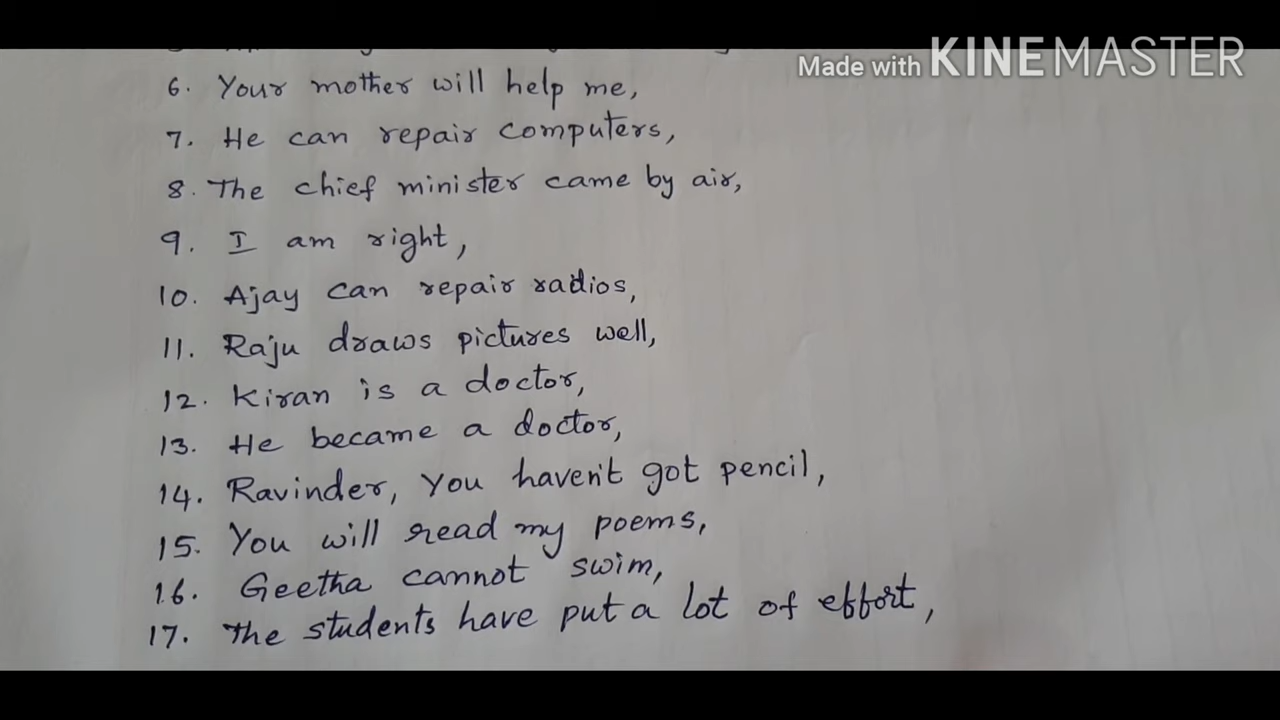 Made with KINEMASTER
6. Your mother will help me,
7. He can repair computers,
8. The chief minister came by air,
9. I am right,
10. Ajay can repair radios,
11. Raju draws pictures well,
12. Kiran is a doctor,
13. He became a doctor,
14. Ravinder, You haven't got pencil,
15. You will read my poems,
16. Geetha cannot swim,
17. The students have put a lot of effort,